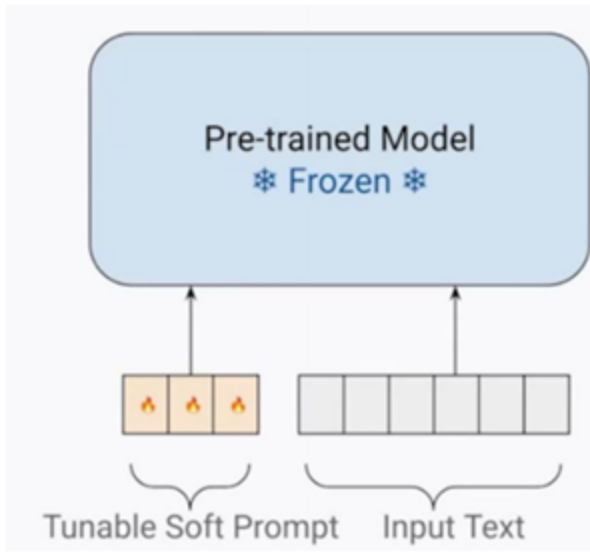 Pre-trained Model
❄ Frozen ❄
Tunable Soft Prompt
Input Text